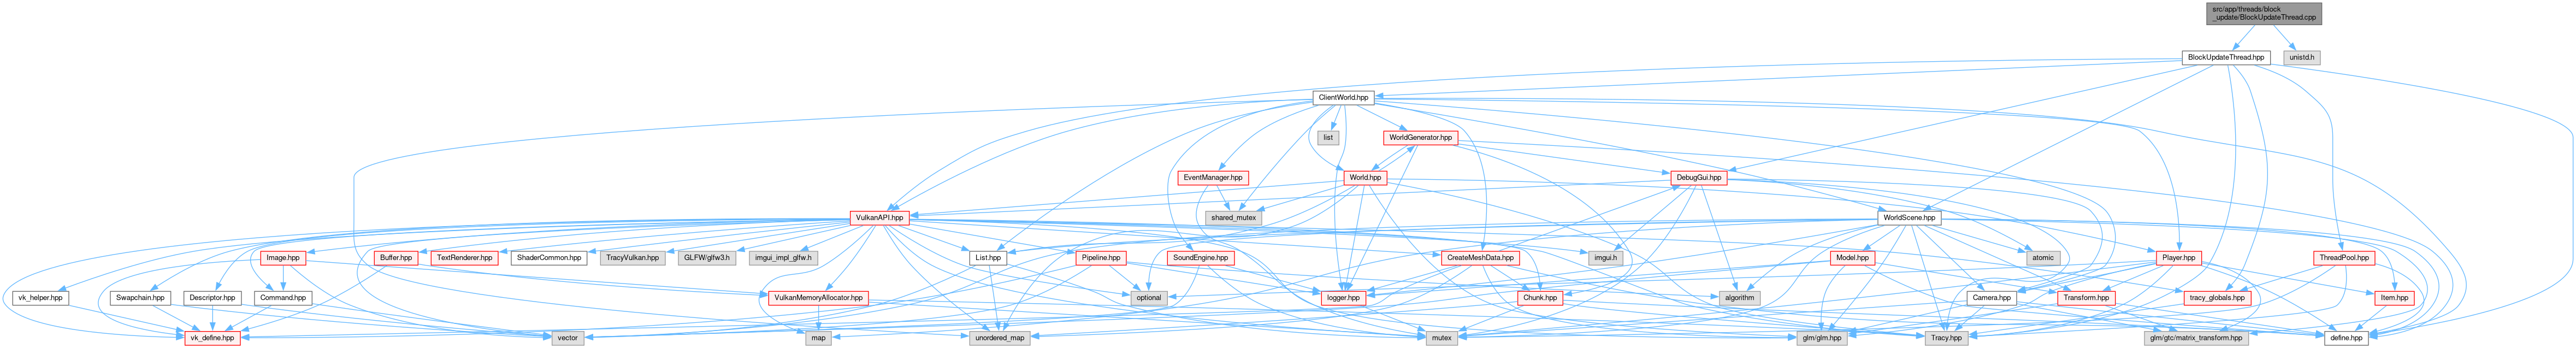 src/app/threads/block
_update/BlockUpdateThread.cpp
BlockUpdateThread.hpp
unistd.h
ClientWorld.hpp
list
WorldGenerator.hpp
EventManager.hpp
World.hpp
DebugGui.hpp
VulkanAPI.hpp
shared_mutex
WorldScene.hpp
Image.hpp
Buffer.hpp
TextRenderer.hpp
ShaderCommon.hpp
TracyVulkan.hpp
GLFW/glfw3.h
imgui_impl_glfw.h
List.hpp
Pipeline.hpp
SoundEngine.hpp
CreateMeshData.hpp
imgui.h
Model.hpp
atomic
Player.hpp
ThreadPool.hpp
vk_helper.hpp
Swapchain.hpp
Descriptor.hpp
Command.hpp
VulkanMemoryAllocator.hpp
optional
logger.hpp
Chunk.hpp
algorithm
Camera.hpp
Transform.hpp
tracy_globals.hpp
Item.hpp
vk_define.hpp
vector
map
unordered_map
mutex
glm/glm.hpp
Tracy.hpp
glm/gtc/matrix_transform.hpp
define.hpp